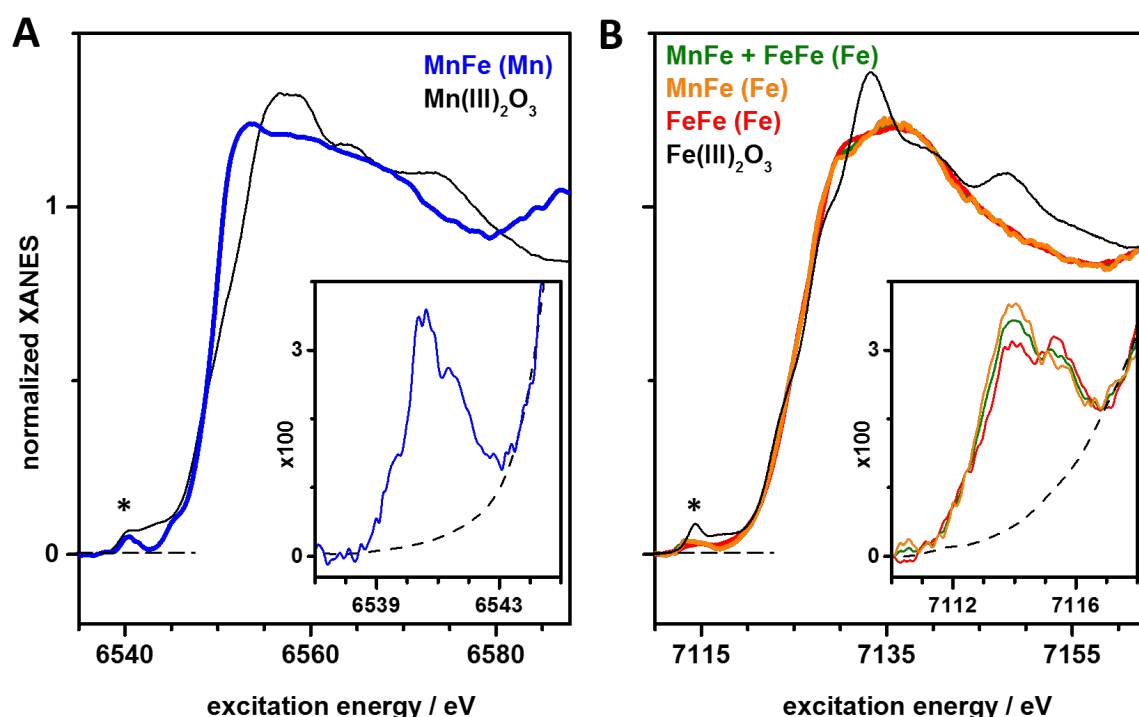 A
MnFe (Mn)
Mn(III)₂O₃
B
MnFe + FeFe (Fe)
MnFe (Fe)
FeFe (Fe)
Fe(III)₂O₃
normalized XANES
1
0
*
x100
3
0
6539
6543
6540
6560
6580
excitation energy / eV
*
x100
3
0
7112
7116
7115
7135
7155
excitation energy / eV